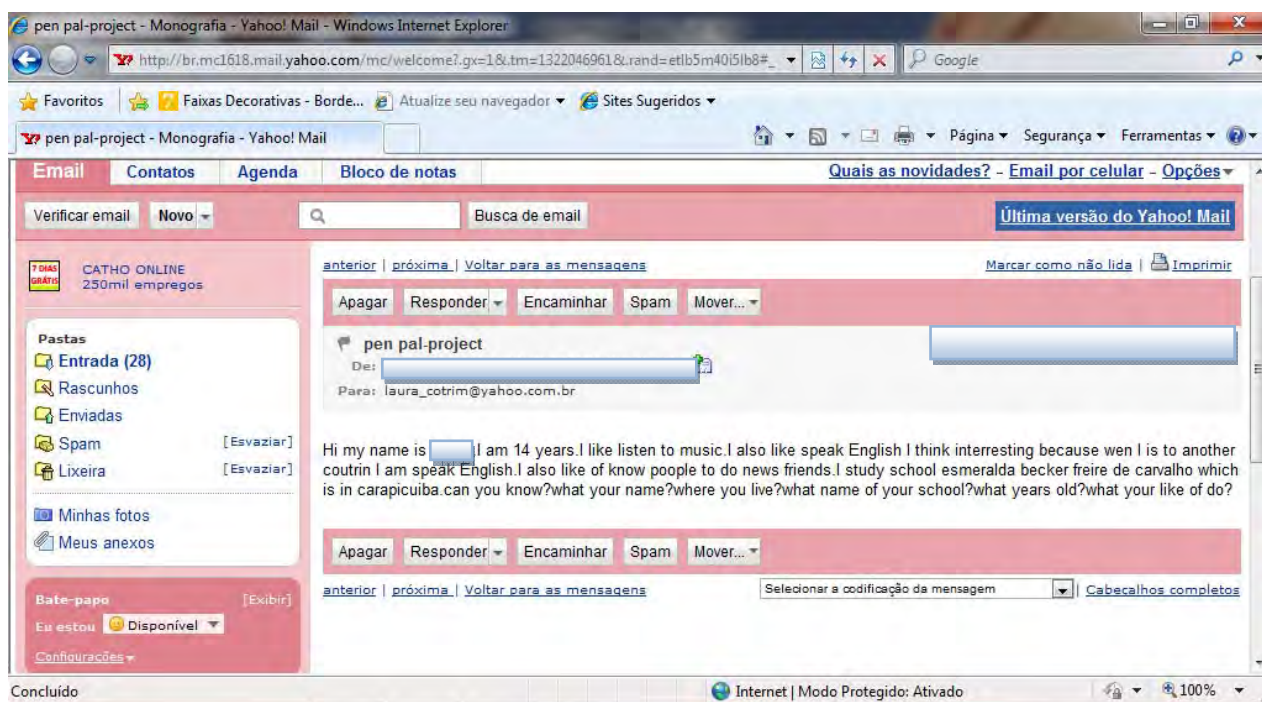 pen pal-project - Monografia - Yahoo! Mail - Windows Internet Explorer
http://br.mc1618.mail.yahoo.com/mc/welcome?.gx=1&.tm=1322046961&.rand=etlb5m40i5lb8#_
Google
Favoritos Faixas Decorativas - Borde... Atualize seu navegador Sites Sugeridos
pen pal-project - Monografia - Yahoo! Mail
Página Segurança Ferramentas
Email Contatos Agenda Bloco de notas
Quais as novidades? - Email por celular - Opções
Verificar email Novo Busca de email Última versão do Yahoo! Mail
7 DIAS GRÁTIS
CATHO ONLINE
250mil empregos
anterior | próxima | Voltar para as mensagens
Marcar como não lida | Imprimir
Apagar Responder Encaminhar Spam Mover...
Pastas
Entrada (28)
Rascunhos
Enviadas
Spam [Esvaziar]
Lixeira [Esvaziar]
Minhas fotos
Meus anexos
pen pal-project
De:
Para: laura_cotrim@yahoo.com.br
Hi my name is I am 14 years.I like listen to music.I also like speak English I think interresting because wen I is to another
coutrin I am speak English.I also like of know poople to do news friends.I study school esmeralda becker freire de carvalho which
is in carapicuiba.can you know?what your name?where you live?what name of your school?what years old?what your like of do?
Apagar Responder Encaminhar Spam Mover...
anterior | próxima | Voltar para as mensagens
Selecionar a codificação da mensagem | Cabecalhos completos
Bate-papo [Exibir]
Eu estou Disponível
Configurações
Concluído
Internet | Modo Protegido: Ativado
100%